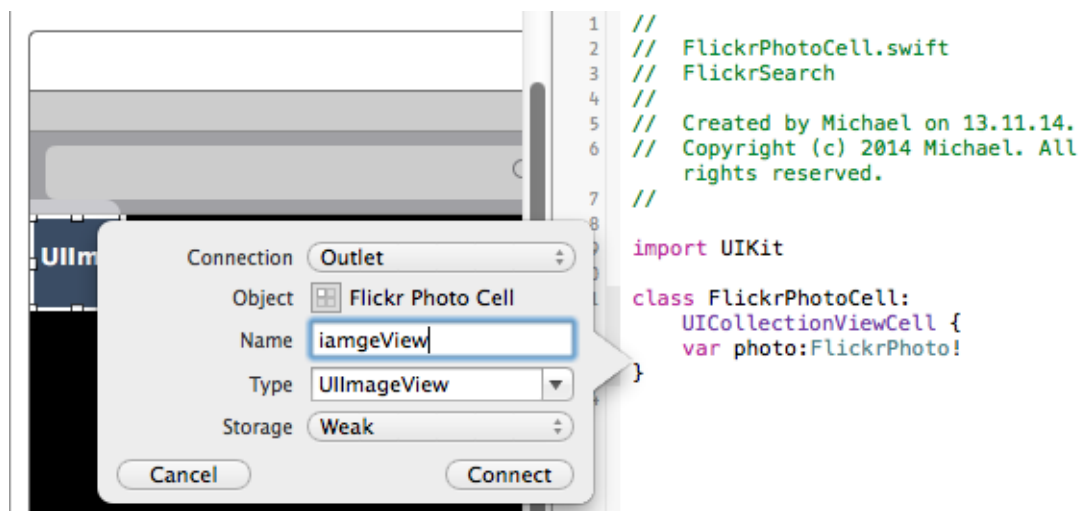 1 //
2 // FlickrPhotoCell.swift
3 // FlickrSearch
4 //
5 // Created by Michael on 13.11.14.
6 // Copyright (c) 2014 Michael. All
rights reserved.
7 //
8
import UIKit
class FlickrPhotoCell:
UICollectionViewCell {
var photo:FlickrPhoto!
}
UIIm
Connection Outlet
Object Flickr Photo Cell
Name iamgeView
Type UIImageView
Storage Weak
Cancel Connect